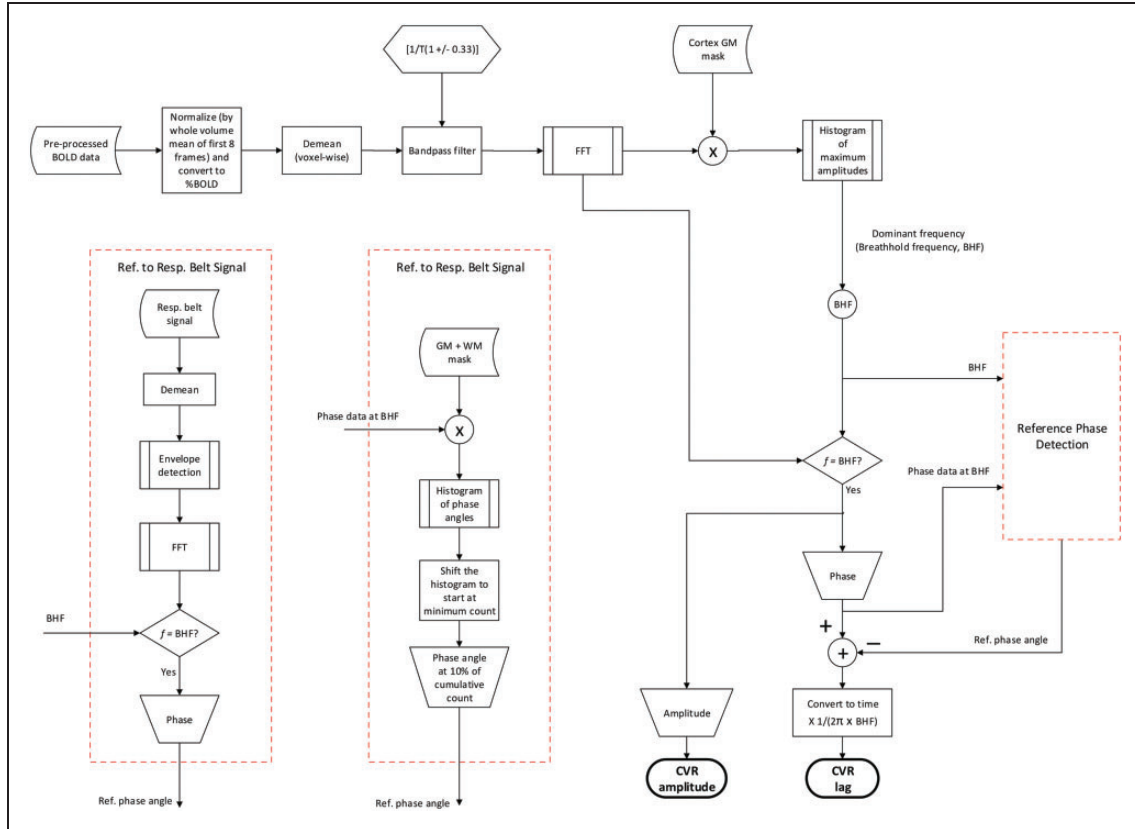 [1/T(1 +/- 0.33)]
Cortex GM
mask
Pre-processed
BOLD data
Normalize (by
whole volume
mean of first 8
frames) and
convert to
%BOLD
Demean
(voxel-wise)
Bandpass filter
FFT
X
Histogram
of
maximum
amplitudes
Dominant frequency
(Breathhold frequency, BHF)
BHF
BHF
f = BHF?
Yes
Phase data at BHF
Reference Phase
Detection
Phase
+
−
+
Ref. phase angle
Amplitude
Convert to time
X 1/(2π x BHF)
CVR
amplitude
CVR
lag
Ref. to Resp. Belt Signal
Resp. belt
signal
Demean
Envelope
detection
FFT
BHF
f = BHF?
Yes
Phase
Ref. phase angle
Ref. to Resp. Belt Signal
GM + WM
mask
Phase data at BHF
X
Histogram
of phase
angles
Shift the
histogram to
start at
minimum count
Phase angle
at 10% of
cumulative
count
Ref. phase angle